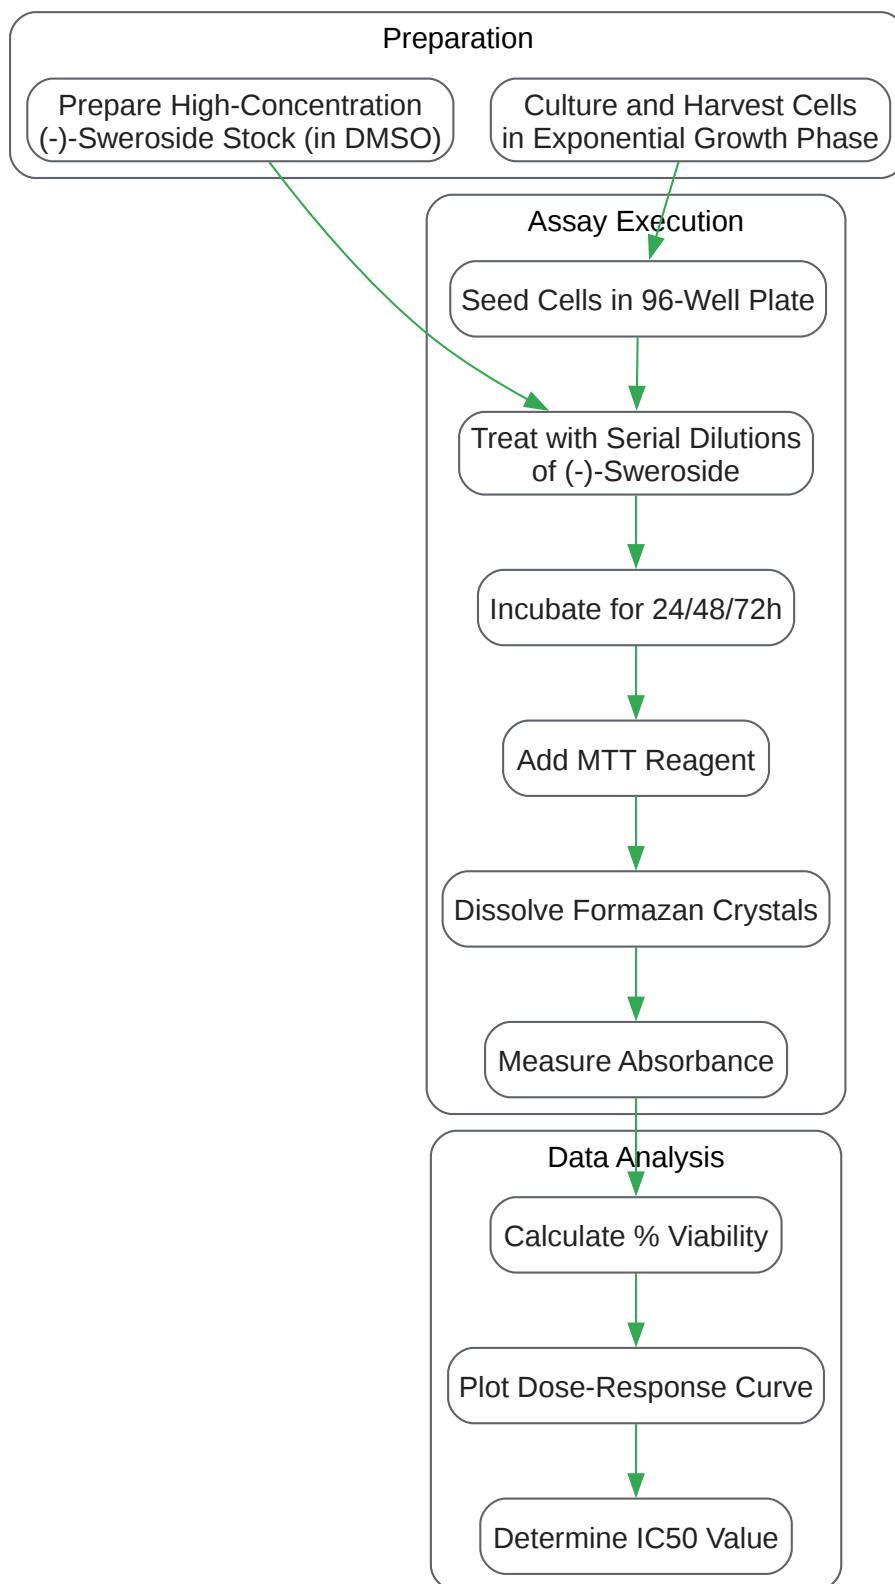 Preparation
Prepare High-Concentration
(-)-Sweroside Stock (in DMSO)
Culture and Harvest Cells
in Exponential Growth Phase
Assay Execution
Seed Cells in 96-Well Plate
Treat with Serial Dilutions
of (-)-Sweroside
Incubate for 24/48/72h
Add MTT Reagent
Dissolve Formazan Crystals
Measure Absorbance
Data Analysis
Calculate % Viability
Plot Dose-Response Curve
Determine IC50 Value